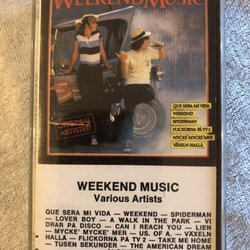 WEEKEND MUSIC
ORIGINAL
ARTISTER
QUE SERA MI VIDA
WEEKEND
SPIDERMAN
FLICKORNA PÅ TV 2
MYCKE' MYCKE' MER
VÄXELN HALLÅ
WEEKEND MUSIC
Various Artists
QUE SERA MI VIDA — WEEKEND — SPIDERMAN
— LOVER BOY — A WALK IN THE PARK — VI
DRAR PÅ DISCO — CAN I REACH YOU — LIEN
— MYCKE' MYCKE' MER — US. OF A. — VÄXELN
HALLÅ — FLICKORNA PÅ TV2 — TAKE ME HOME
— TUSEN SEKUNDER — THE AMERICAN DREAM